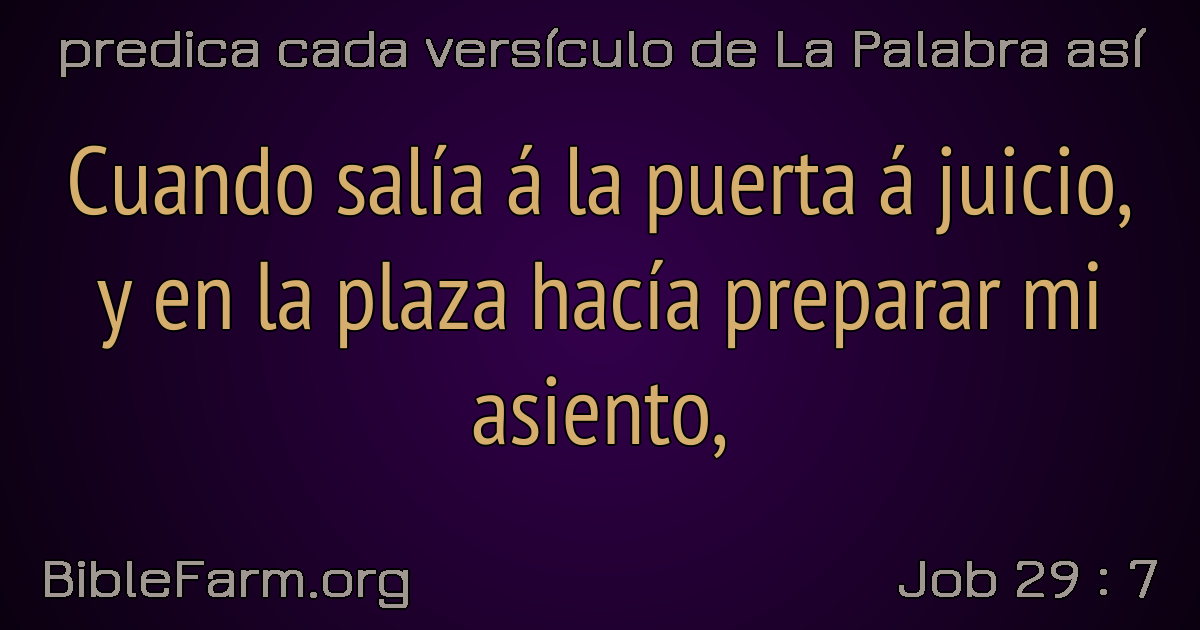 predica cada versículo de La Palabra así
Cuando salía á la puerta á juicio,
y en la plaza hacía preparar mi
asiento,
BibleFarm.org
Job 29 : 7